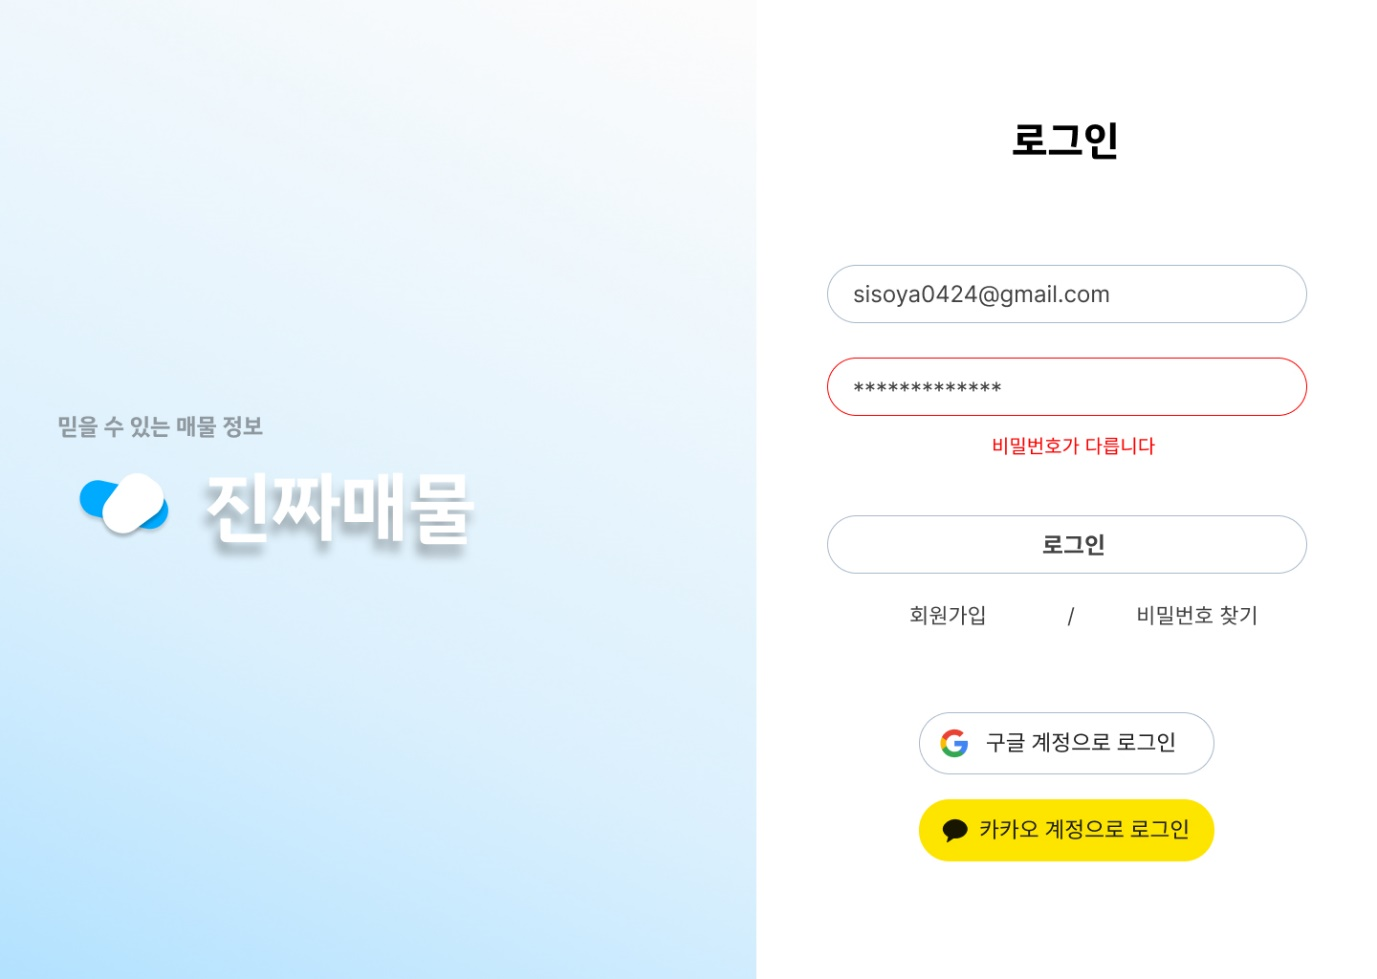 믿을 수 있는 매물 정보
진짜매물
로그인
sisoya0424@gmail.com
*************
비밀번호가 다릅니다
로그인
회원가입 / 비밀번호 찾기
구글 계정으로 로그인
카카오 계정으로 로그인